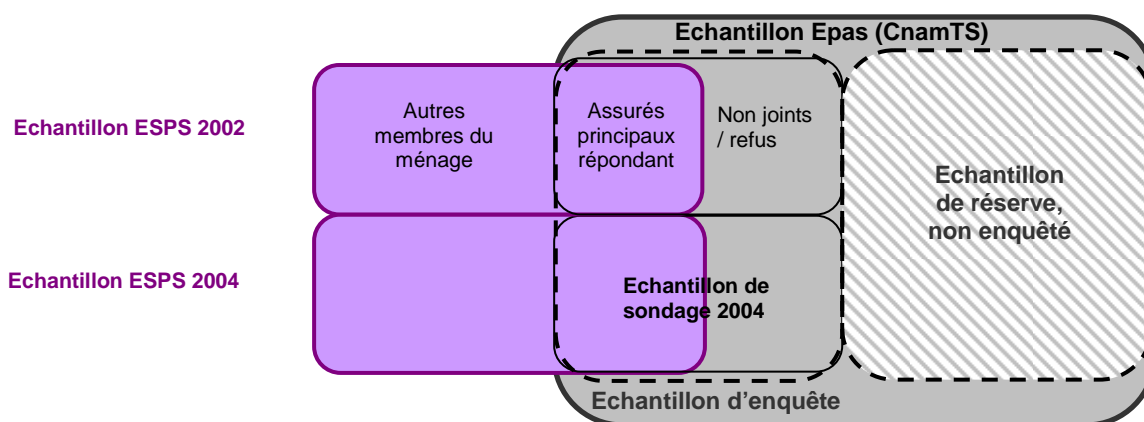 Echantillon Epas (CnamTS)
Echantillon ESPS 2002
Autres
membres du
ménage
Assurés
principaux
répondant
Non joints
/ refus
Echantillon
de réserve,
non enquêté
Echantillon ESPS 2004
Echantillon de
sondage 2004
Echantillon d'enquête